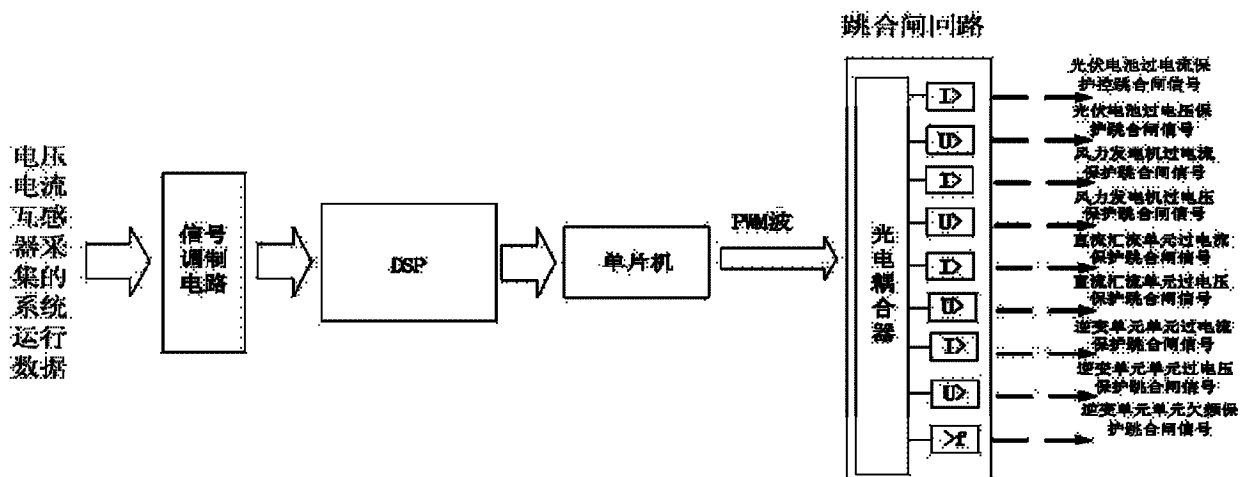 跳合闸回路
电压
电流
互感
器采
集的
系统
运行
数据
信号
调制
电路
DSP
单片机
PWM波
光
电
耦
合
器
I>
U>
I>
U>
I>
U>
I>
U>
>f
光伏电池过电流保
护控跳合闸信号
光伏电池过电压保
护跳合闸信号
风力发电机过电流
保护跳合闸信号
风力发电机过电压
保护跳合闸信号
直流汇流单元过电流
保护跳合闸信号
直流汇流单元过电压
保护跳合闸信号
逆变单元单元过电流
保护跳合闸信号
逆变单元单元过电压
保护跳合闸信号
逆变单元单元欠频保
护跳合闸信号